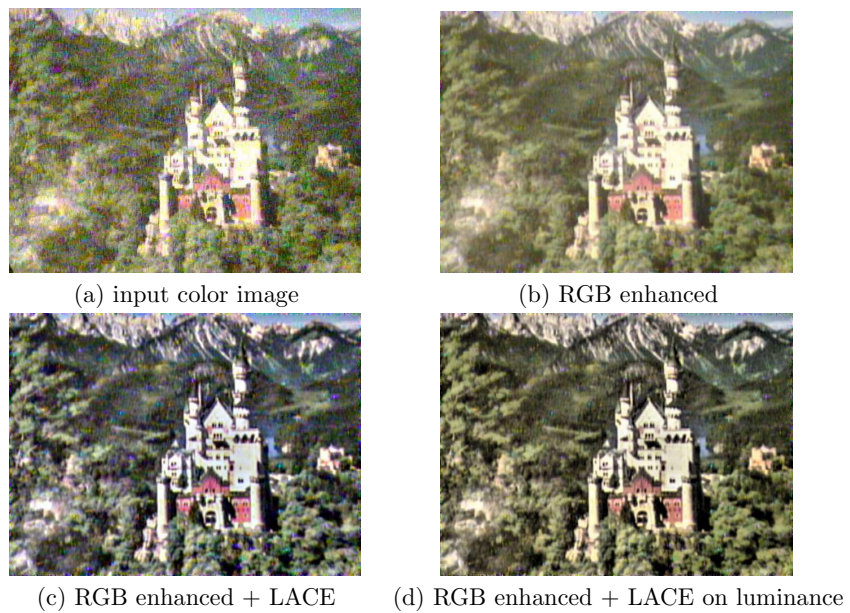 (a) input color image
(b) RGB enhanced
(c) RGB enhanced + LACE
(d) RGB enhanced + LACE on luminance